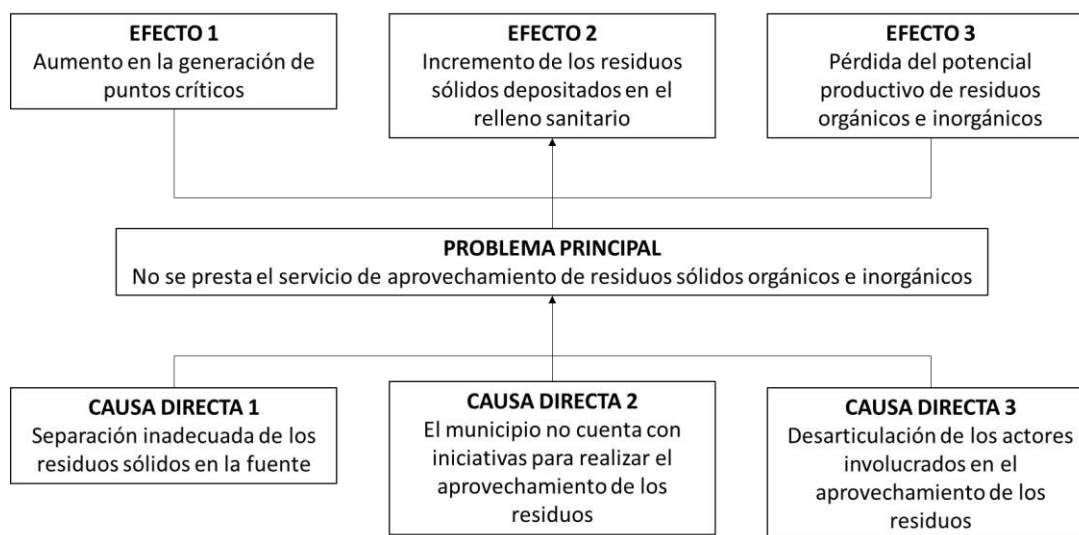 EFECTO 1
Aumento en la generación de
puntos críticos
EFECTO 2
Incremento de los residuos
sólidos depositados en el
relleno sanitario
EFECTO 3
Pérdida del potencial
productivo de residuos
orgánicos e inorgánicos
PROBLEMA PRINCIPAL
No se presta el servicio de aprovechamiento de residuos sólidos orgánicos e inorgánicos
CAUSA DIRECTA 1
Separación inadecuada de los
residuos sólidos en la fuente
CAUSA DIRECTA 2
El municipio no cuenta con
iniciativas para realizar el
aprovechamiento de los
residuos
CAUSA DIRECTA 3
Desarticulación de los actores
involucrados en el
aprovechamiento de los
residuos